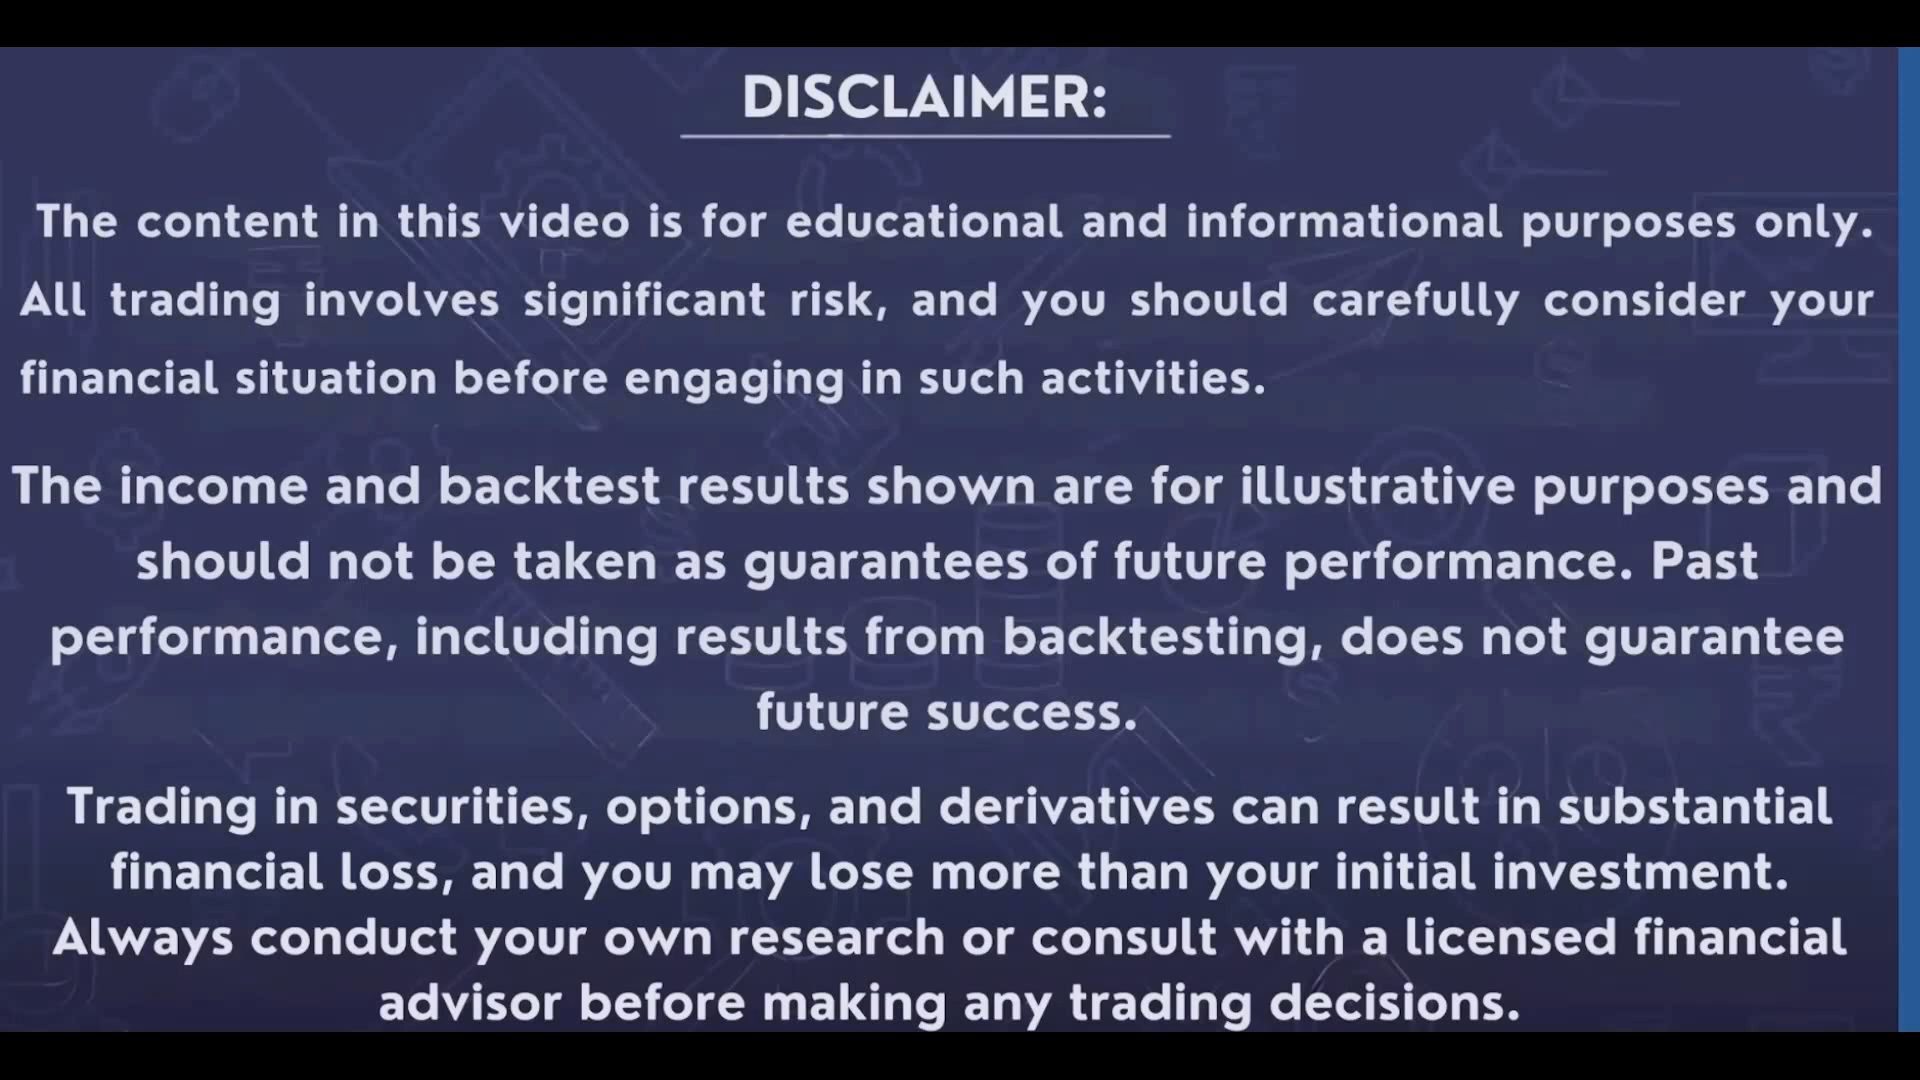 DISCLAIMER:
The content in this video is for educational and informational purposes only.
All trading involves significant risk, and you should carefully consider your
financial situation before engaging in such activities.
The income and backtest results shown are for illustrative purposes and
should not be taken as guarantees of future performance. Past
performance, including results from backtesting, does not guarantee
future success.
Trading in securities, options, and derivatives can result in substantial
financial loss, and you may lose more than your initial investment.
Always conduct your own research or consult with a licensed financial
advisor before making any trading decisions.